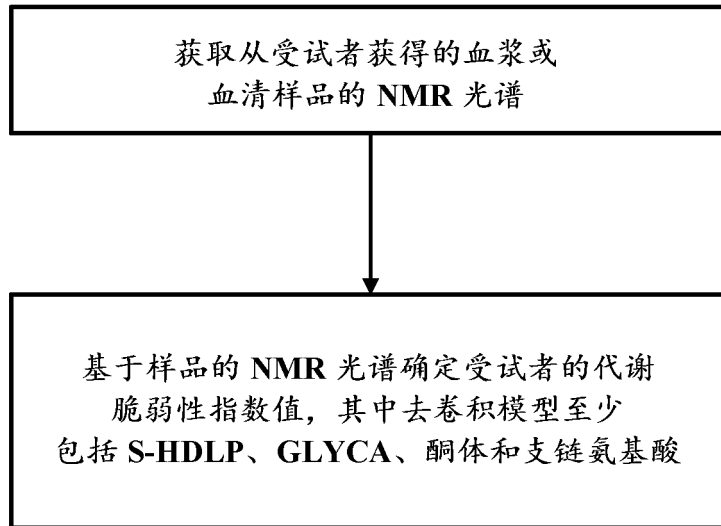 获取从受试者获得的血浆或
血清样品的 NMR 光谱
基于样品的 NMR 光谱确定受试者的代谢
脆弱性指数值，其中去卷积模型至少
包括 S-HDLP、GLYCA、酮体和支链氨基酸